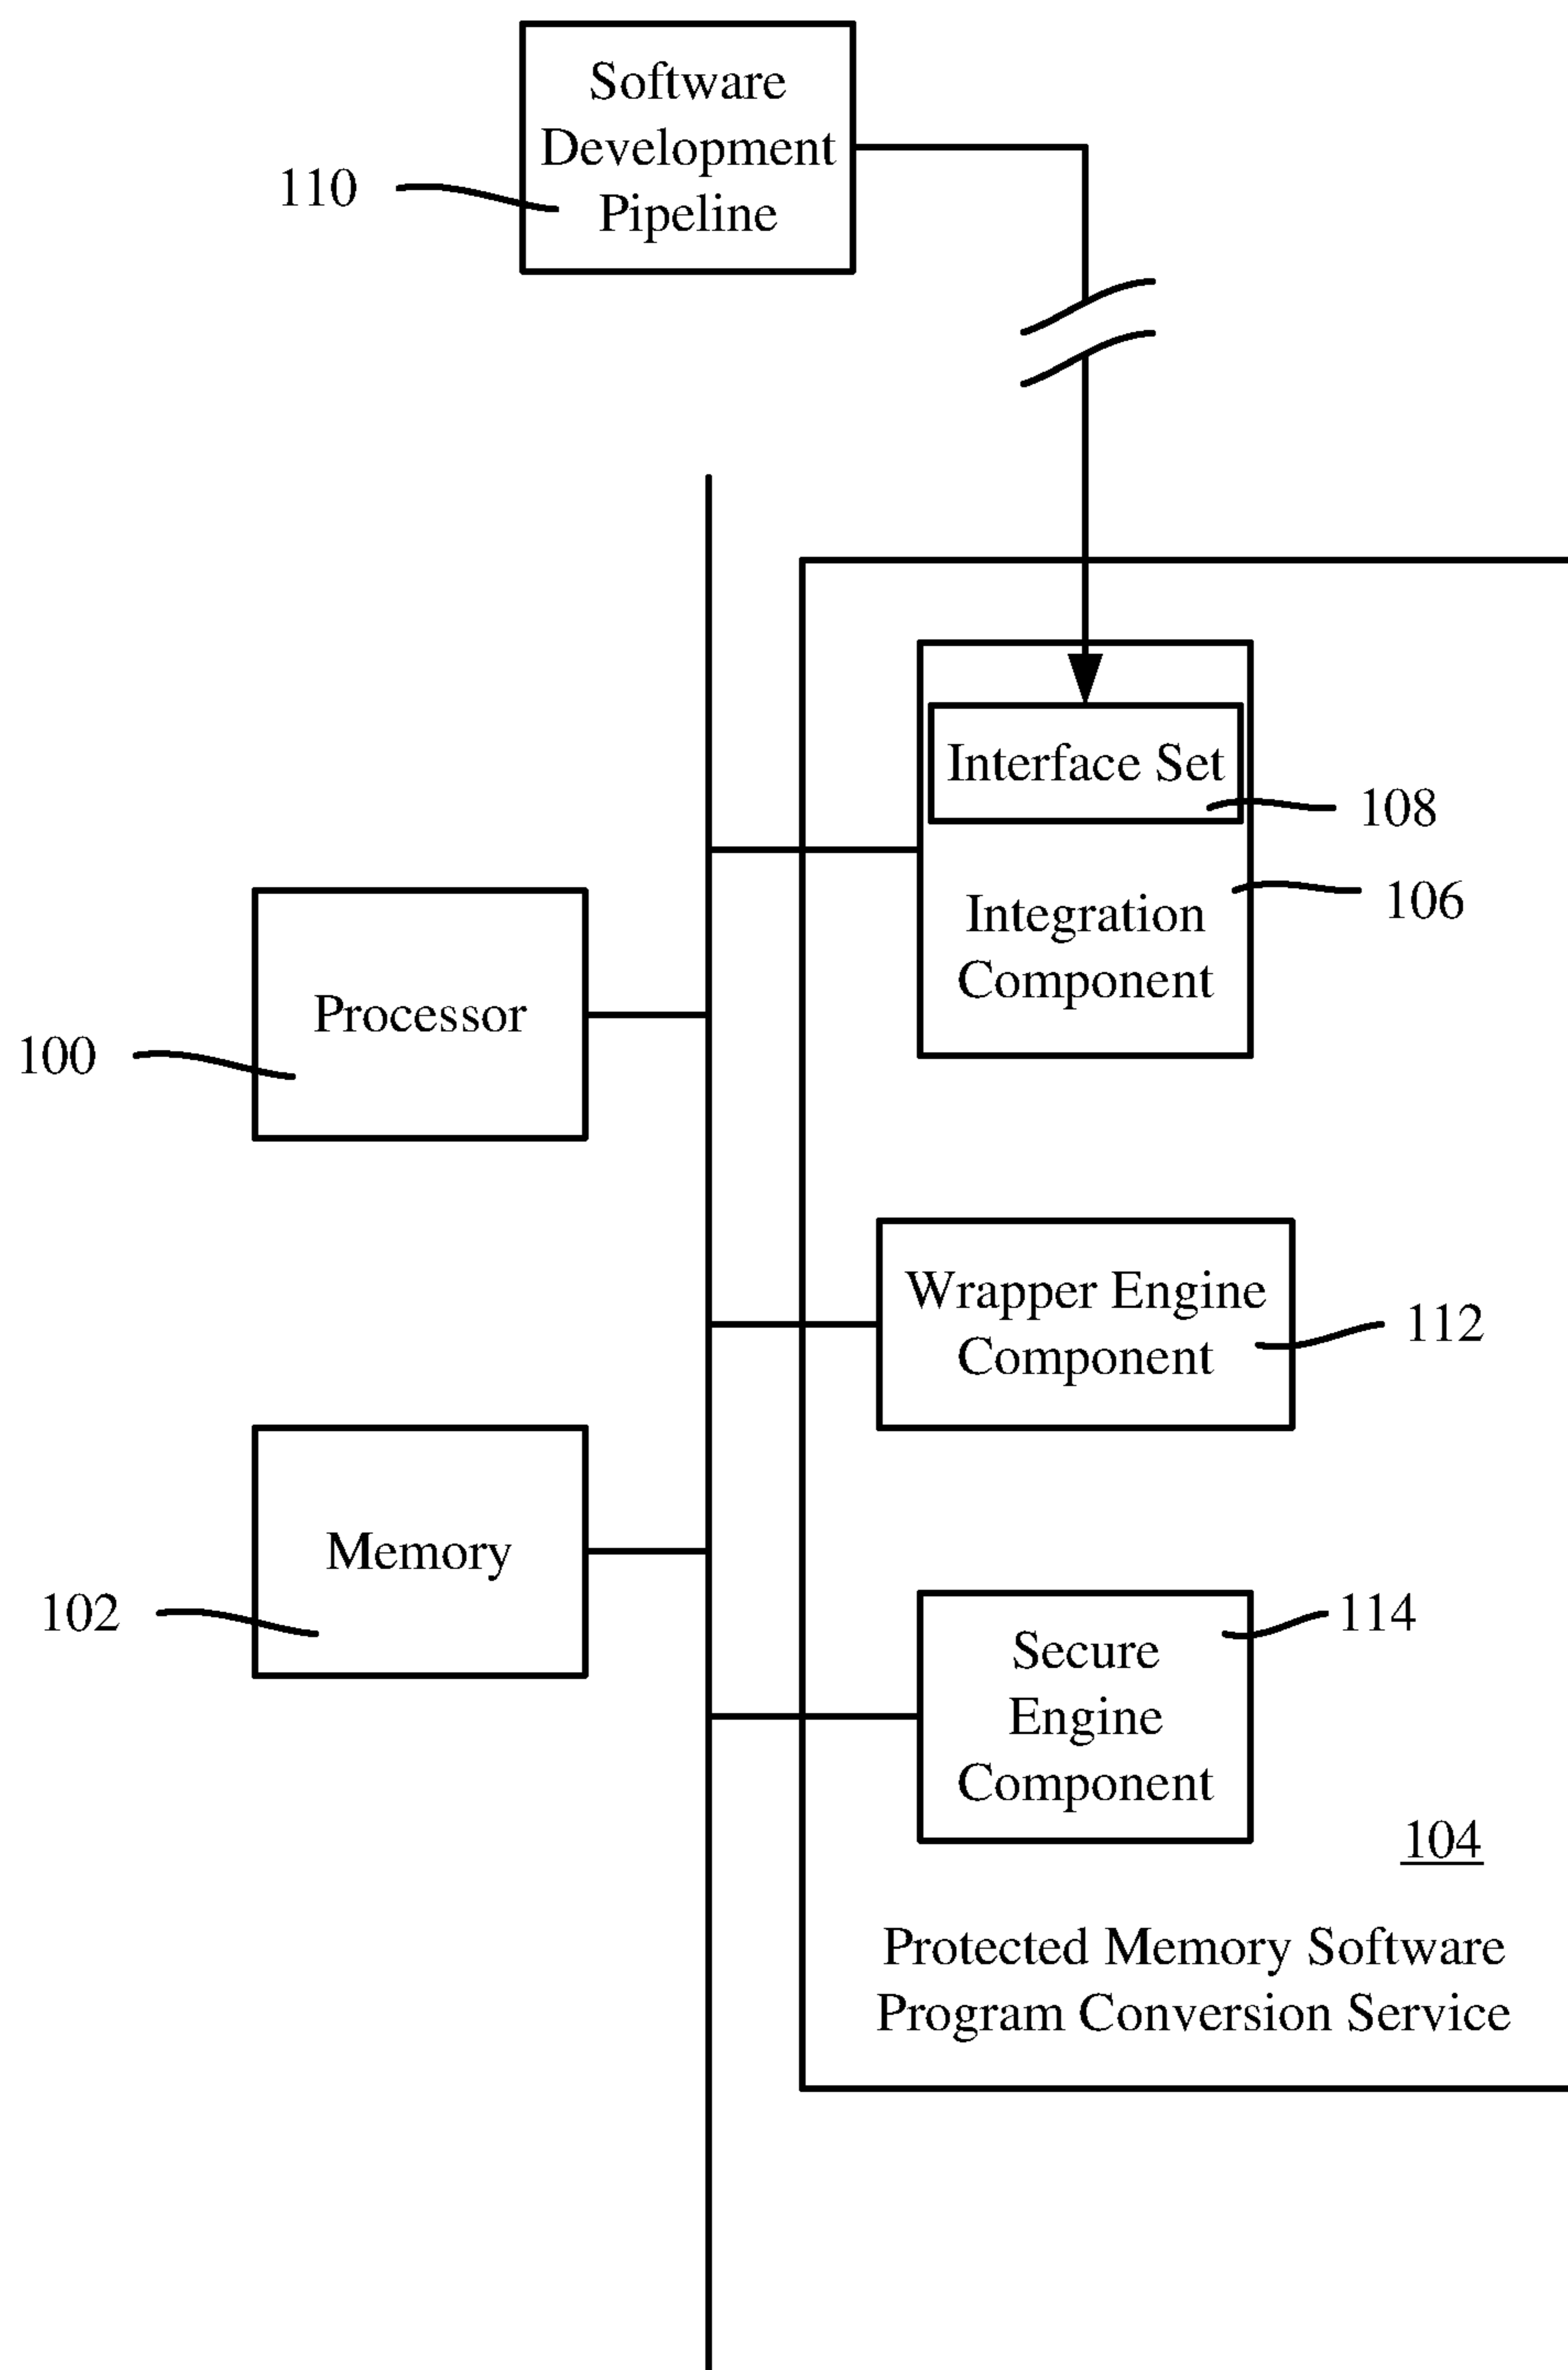 Software
Development
Pipeline
110
Interface Set
108
Integration
Component
106
Processor
100
Wrapper Engine
Component
112
Memory
102
Secure
Engine
Component
114
104
Protected Memory Software
Program Conversion Service